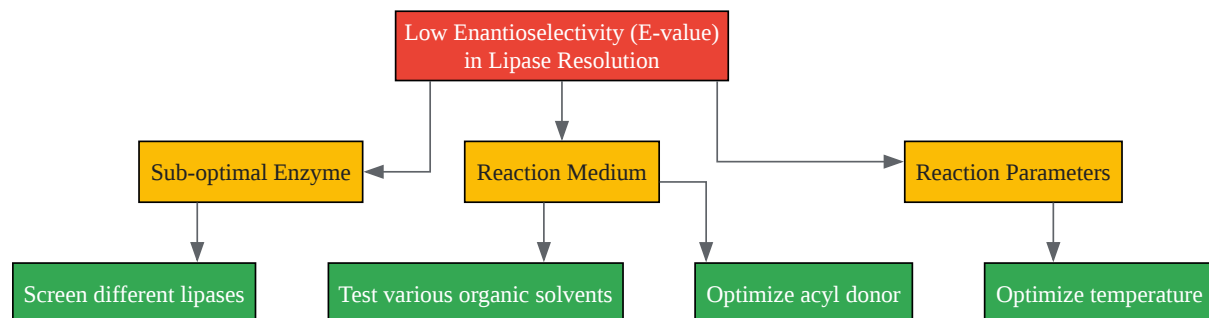 Low Enantioselectivity (E-value)
in Lipase Resolution
Sub-optimal Enzyme
Reaction Medium
Reaction Parameters
Screen different lipases
Test various organic solvents
Optimize acyl donor
Optimize temperature